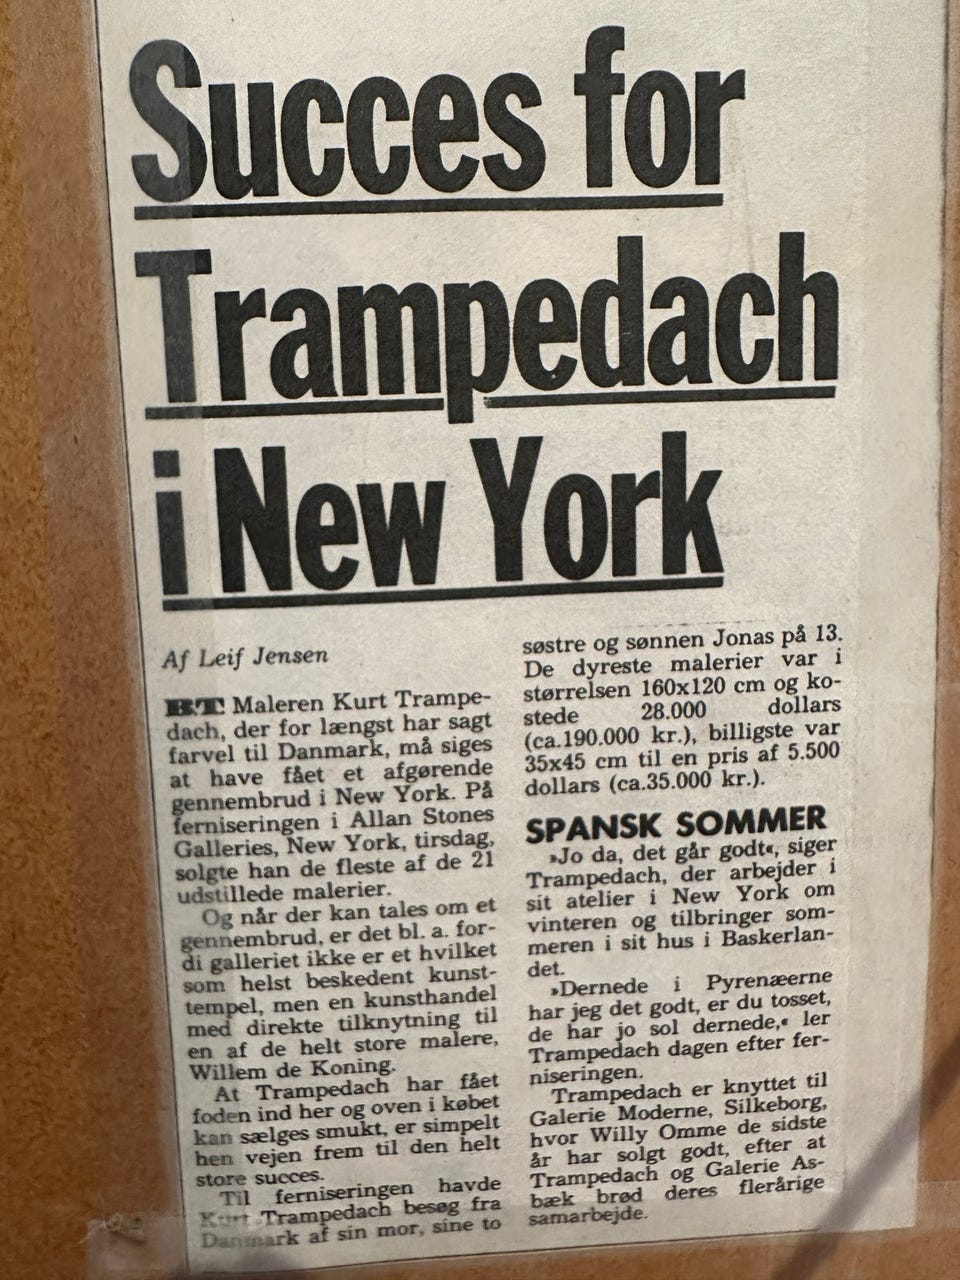 Succes for
Trampedach
i New York
Af Leif Jensen
B.T. Maleren Kurt Trampe-
dach, der for længst har sagt
farvel til Danmark, må siges
at have fået et afgørende
gennembrud i New York. På
ferniseringen i Allan Stones
Galleries, New York, tirsdag,
solgte han de fleste af de 21
udstillede malerier.
Og når der kan tales om et
gennembrud, er det bl. a. for-
di galleriet ikke er et hvilket
som helst beskedent kunst-
tempel, men en kunsthandel
med direkte tilknytning til
en af de helt store malere,
Willem de Koning.
At Trampedach har fået
foden ind her og oven i købet
kan sælges smukt, er simpelt
hen vejen frem til den helt
store succes.
Til ferniseringen havde
Kurt Trampedach besøg fra
Danmark af sin mor, sine to
søstre og sønnen Jonas på 13.
De dyreste malerier var i
størrelsen 160x120 cm og ko-
stede 28.000 dollars
(ca.190.000 kr.), billigste var
35x45 cm til en pris af 5.500
dollars (ca.35.000 kr.).
SPANSK SOMMER
»Jo da, det går godt«, siger
Trampedach, der arbejder i
sit atelier i New York om
vinteren og tilbringer som-
meren i sit hus i Baskerlan-
det.
»Dernede i Pyrenæerne
har jeg det godt, er du tosset,
de har jo sol dernede,« ler
Trampedach dagen efter fer-
niseringen.
Trampedach er knyttet til
Galerie Moderne, Silkeborg,
hvor Willy Omme de sidste
år har solgt godt, efter at
Trampedach og Galerie As-
bæk brød deres flerårige
samarbejde.